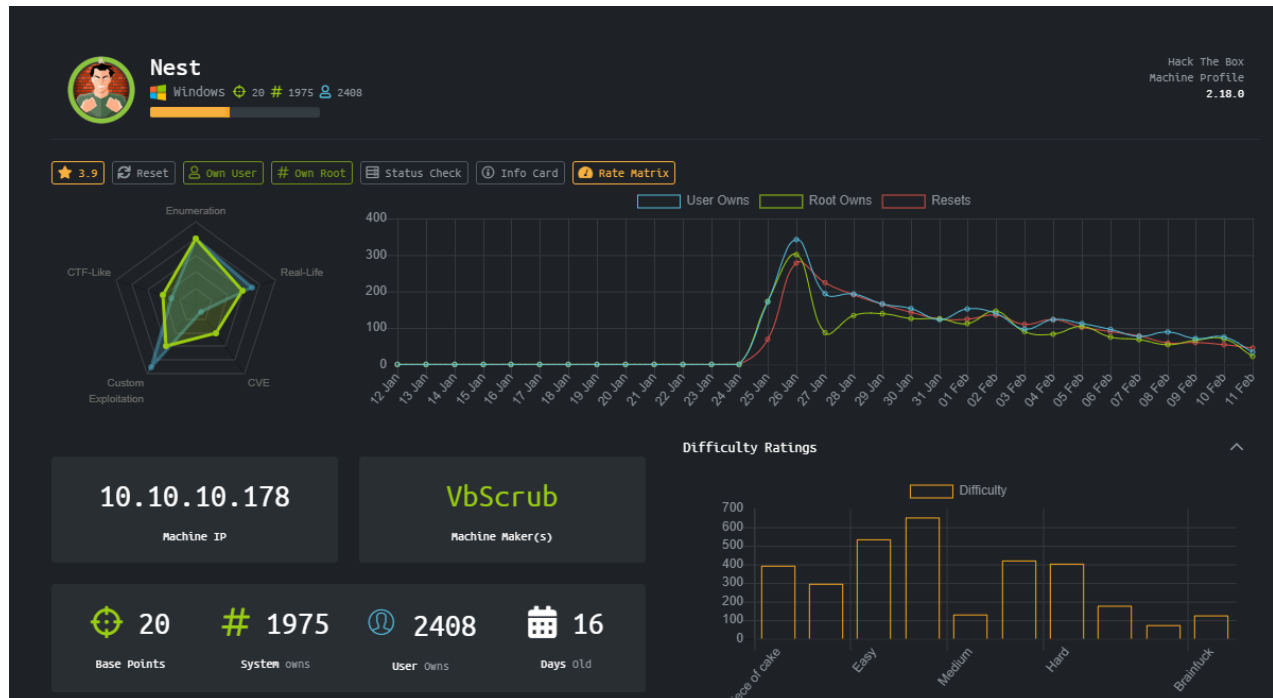 Nest
Windows 20 # 1975 2408
Hack The Box
Machine Profile
2.18.0
3.9 Reset Own User # Own Root Status Check Info Card Rate Matrix
Enumeration
CTF-Like
Real-Life
Custom
Exploitation
CVE
User Owns Root Owns Resets
400
300
200
100
0
12 Jan 13 Jan 14 Jan 15 Jan 16 Jan 17 Jan 18 Jan 19 Jan 20 Jan 21 Jan 22 Jan 23 Jan 24 Jan 25 Jan 26 Jan 27 Jan 28 Jan 29 Jan 30 Jan 31 Jan 01 Feb 02 Feb 03 Feb 04 Feb 05 Feb 06 Feb 07 Feb 08 Feb 09 Feb 10 Feb 11 Feb
10.10.10.178
Machine IP
VbScrub
Machine Maker(s)
20
Base Points
# 1975
System owns
2408
User Owns
16
Days Old
Difficulty Ratings
Difficulty
700
600
500
400
300
200
100
0
iece of cake Easy Medium Hard Brainfuck